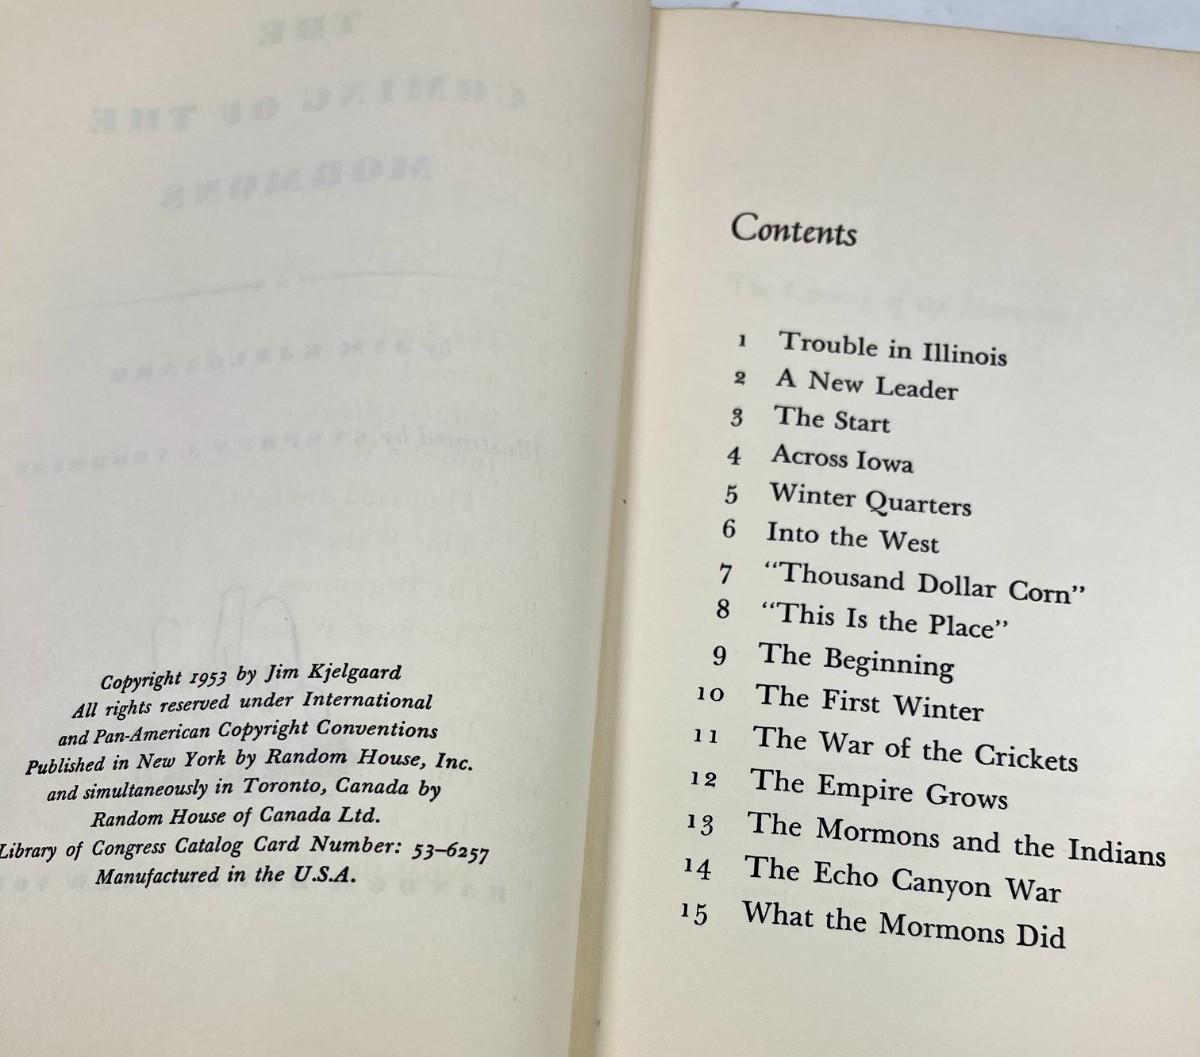 Copyright 1953 by Jim Kjelgaard
All rights reserved under International
and Pan-American Copyright Conventions
Published in New York by Random House, Inc.
and simultaneously in Toronto, Canada by
Random House of Canada Ltd.
Library of Congress Catalog Card Number: 53–6257
Manufactured in the U.S.A.
Contents
1 Trouble in Illinois
2 A New Leader
3 The Start
4 Across Iowa
5 Winter Quarters
6 Into the West
7 “Thousand Dollar Corn”
8 “This Is the Place”
9 The Beginning
10 The First Winter
11 The War of the Crickets
12 The Empire Grows
13 The Mormons and the Indians
14 The Echo Canyon War
15 What the Mormons Did